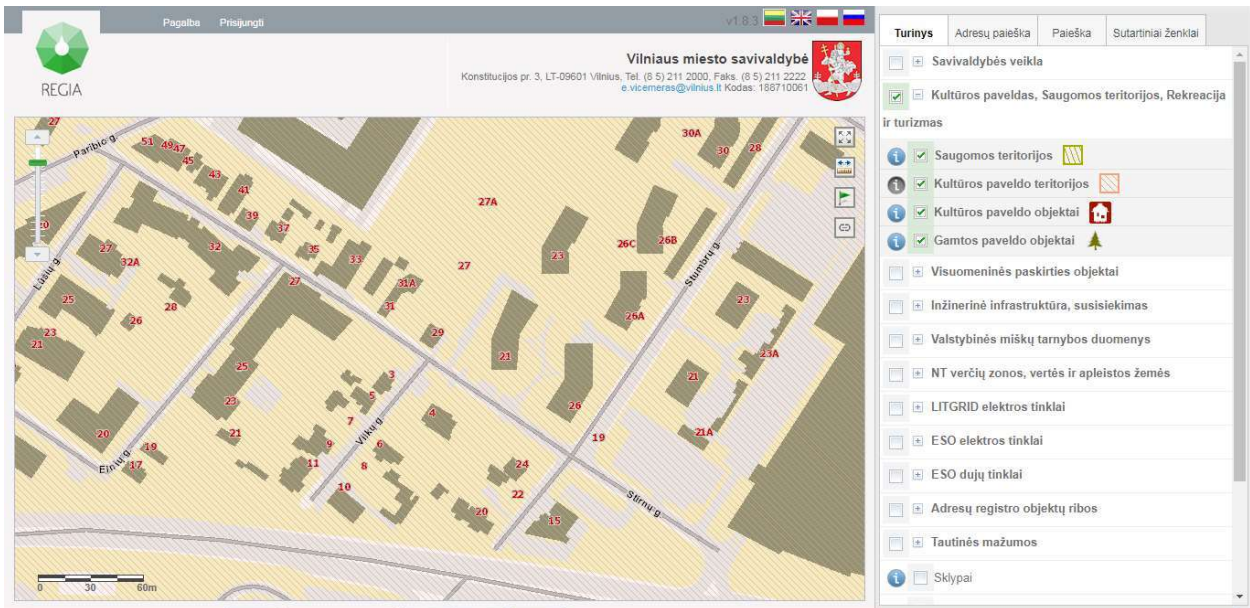 Pagalba
Prisijungti
v1.8.3
REGIA
Vilniaus miesto savivaldybė
Konstitucijos pr. 3, LT-09601 Vilnius, Tel. (8 5) 211 2000, Faks. (8 5) 211 2222
e.vicemeras@vilnius.lt Kodas: 188710061
Turinys
Adresų paieška
Paieška
Sutartiniai ženklai
Savivaldybės veikla
Kultūros paveldas, Saugomos teritorijos, Rekreacija
ir turizmas
Saugomos teritorijos
Kultūros paveldo teritorijos
Kultūros paveldo objektai
Gamtos paveldo objektai
Visuomeninės paskirties objektai
Inžinerinė infrastruktūra, susisiekimas
Valstybinės miškų tarnybos duomenys
NT verčių zonos, vertės ir apleistos žemės
LITGRID elektros tinklai
ESO elektros tinklai
ESO dujų tinklai
Adresų registro objektų ribos
Tautinės mažumos
Sklypai
27
Paribio g.
51
49
47
45
43
41
39
37
35
33
31A
31
29
30A
30
28
27A
27
26C
26B
23
Stumbrų g.
20
27
32A
32
27
Lūšių g.
25
28
26
23
21
26A
23
21
23A
25
3
5
21
23
7
4
26
21
Vilkų g.
20
19
21
9
6
19
21A
Einių g.
17
11
8
24
10
22
Stirnų g.
20
15
0 30 60m